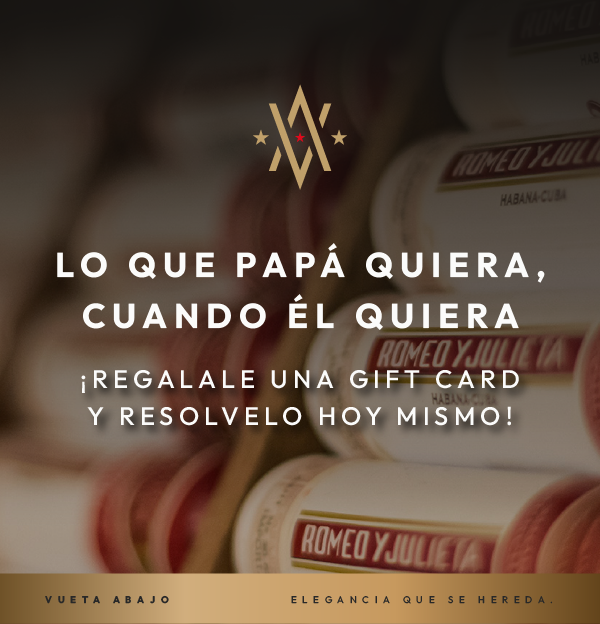 ROMEO Y JULIE
HABANA-CUBA
LO QUE PAPÁ QUIERA,
CUANDO ÉL QUIERA
ROMEO Y JULIETA
¡REGALALE UNA GIFT CARD
HABANA-CUBA
Y RESOLVELO HOY MISMO!
ROMEO Y JULIETA
VUETA ABAJO
ELEGANCIA QUE SE HEREDA.